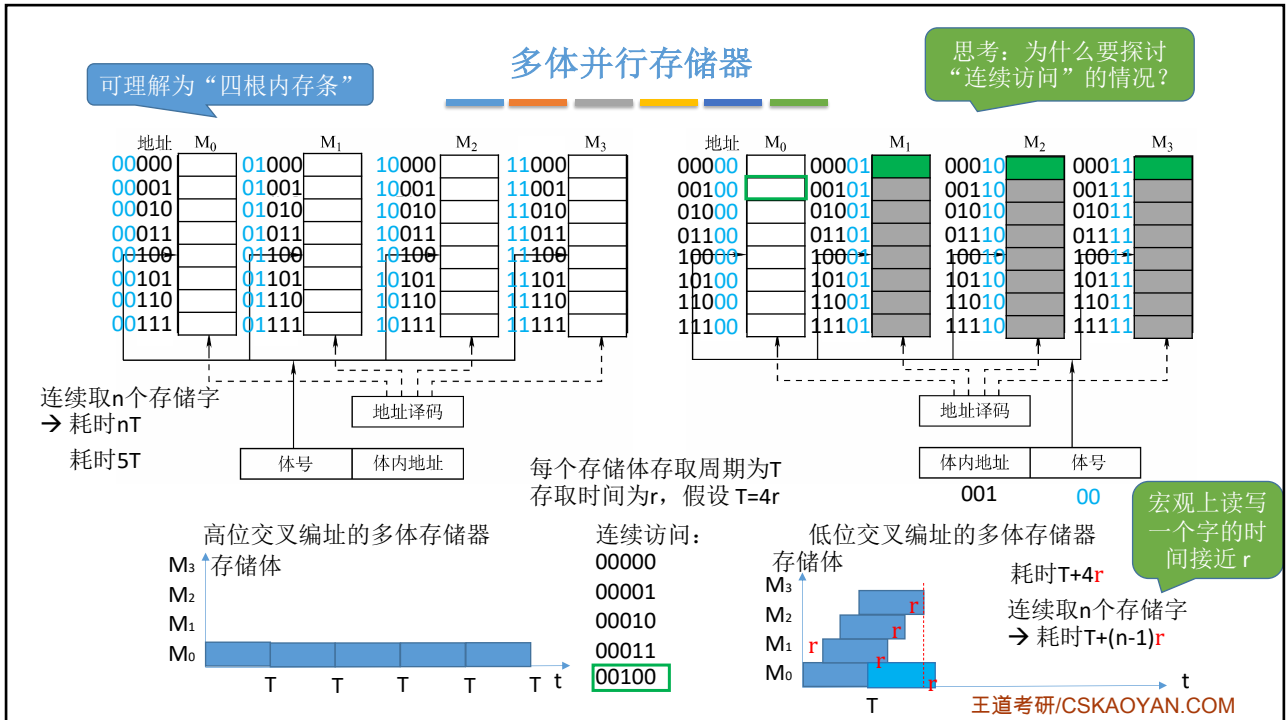 多体并行存储器
可理解为“四根内存条”
思考：为什么要探讨
“连续访问”的情况？
地址 M0 M1 M2 M3
00000 01000 10000 11000
00001 01001 10001 11001
00010 01010 10010 11010
00011 01011 10011 11011
00100 01100 10100 11100
00101 01101 10101 11101
00110 01110 10110 11110
00111 01111 10111 11111
地址译码
体号 体内地址
连续取n个存储字
→ 耗时nT
耗时5T
地址 M0 M1 M2 M3
00000 00001 00010 00011
00100 00101 00110 00111
01000 01001 01010 01011
01100 01101 01110 01111
10000 10001 10010 10011
10100 10101 10110 10111
11000 11001 11010 11011
11100 11101 11110 11111
地址译码
体内地址 体号
001 00
每个存储体存取周期为T
存取时间为r，假设 T=4r
宏观上读写
一个字的时
间接近 r
高位交叉编址的多体存储器
存储体
M3
M2
M1
M0
T T T T T t
连续访问：
00000
00001
00010
00011
00100
低位交叉编址的多体存储器
存储体
M3 r
M2 r
M1 r r
M0 r
T t
耗时T+4r
连续取n个存储字
→ 耗时T+(n-1)r
王道考研/CSKAOYAN.COM